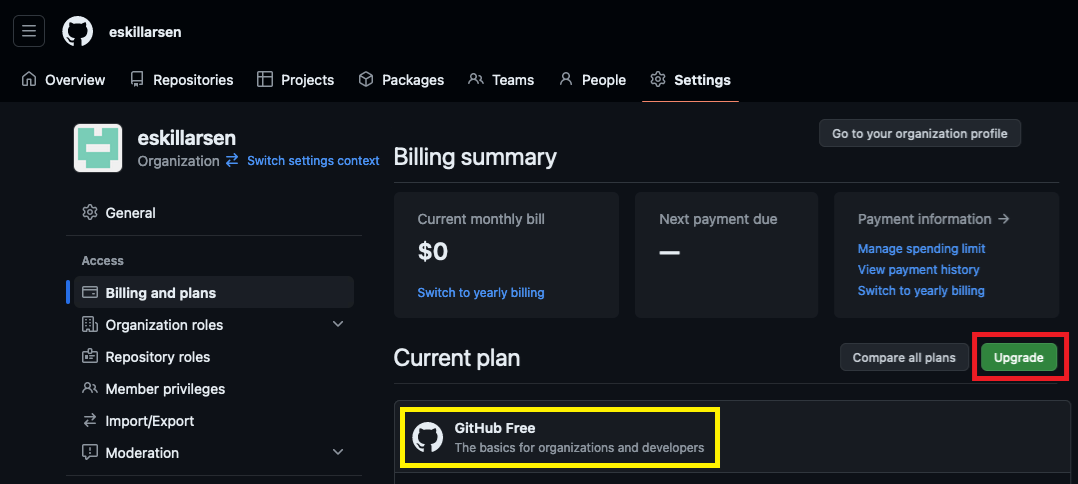 eskillarsen
Overview Repositories Projects Packages Teams People Settings
eskillarsen
Organization Switch settings context
Go to your organization profile
General
Access
Billing and plans
Organization roles
Repository roles
Member privileges
Import/Export
Moderation
Billing summary
Current monthly bill
$0
Switch to yearly billing
Next payment due
—
Payment information →
Manage spending limit
View payment history
Switch to yearly billing
Current plan
Compare all plans
Upgrade
GitHub Free
The basics for organizations and developers